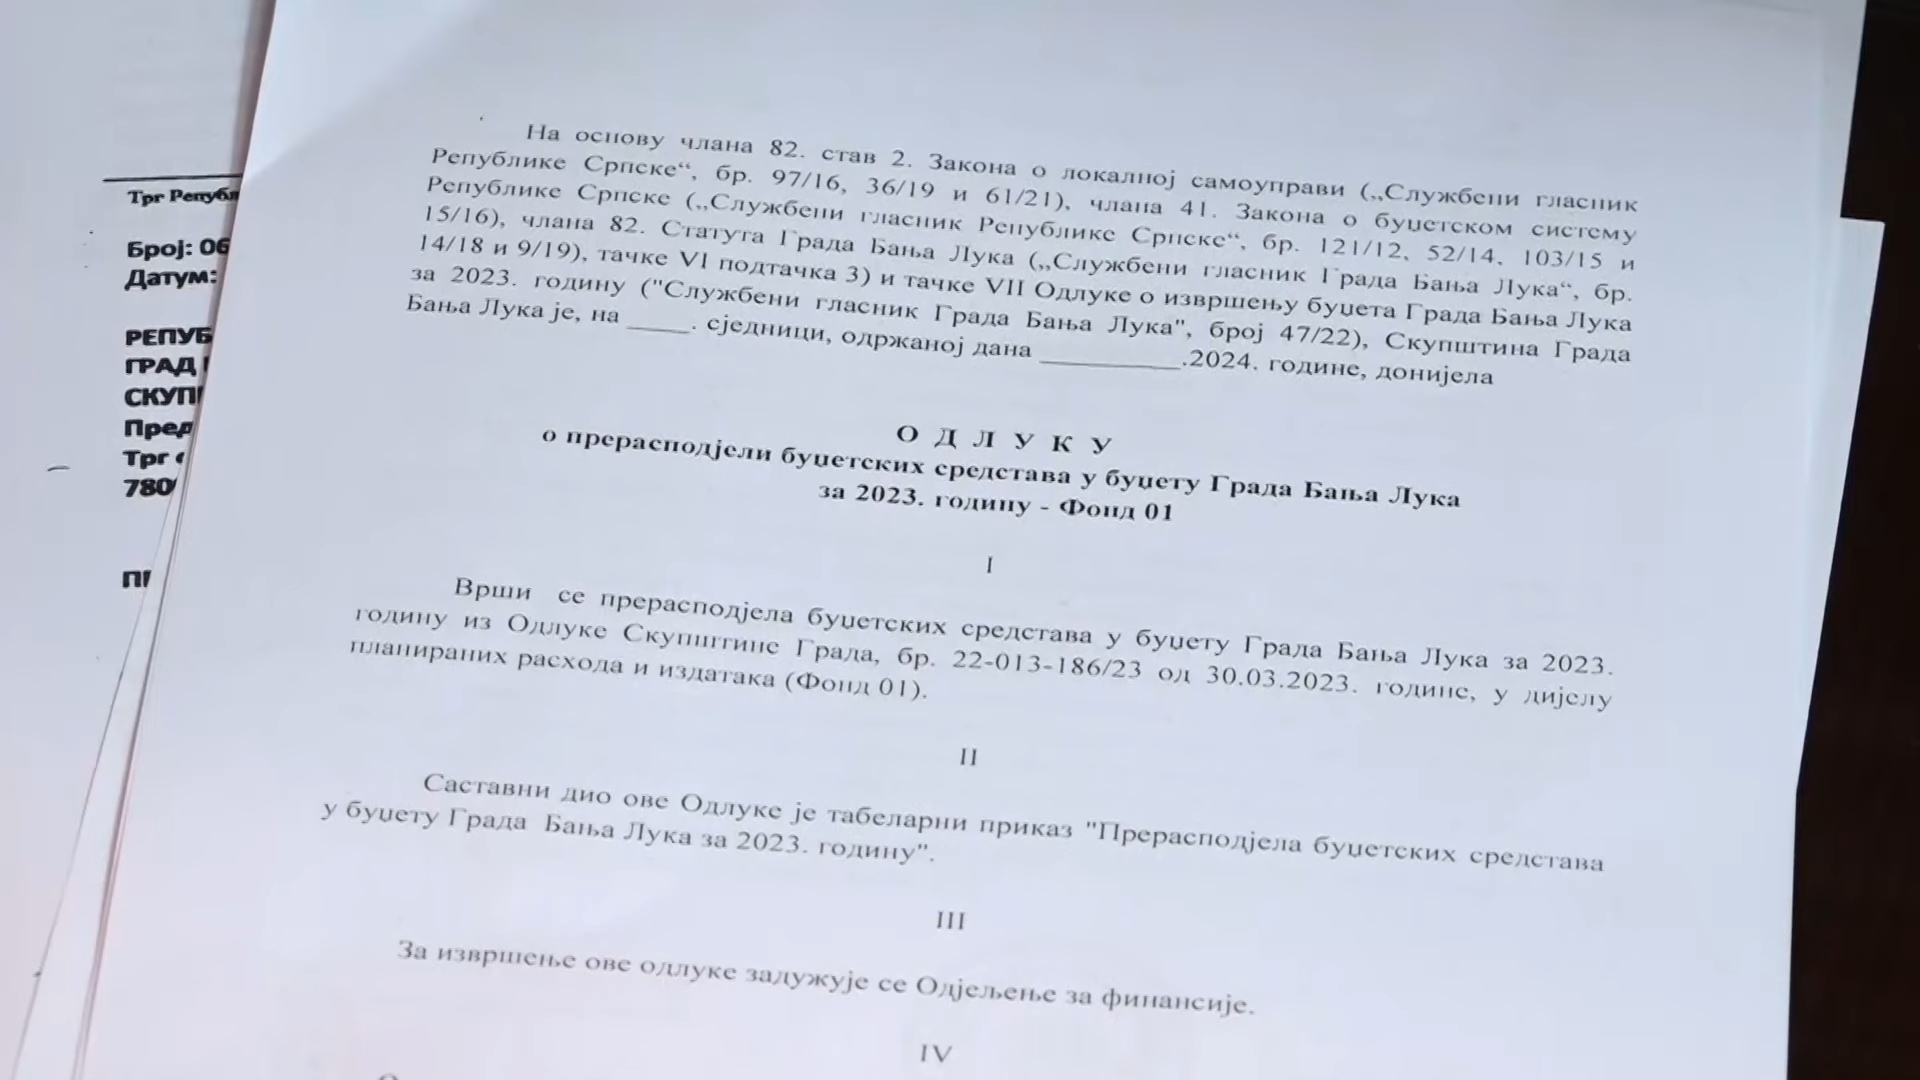 На основу члана 82. став 2. Закона о локалној самоуправи („Службени гласник
Републике Српске“, бр. 97/16, 36/19 и 61/21), члана 41. Закона о буџетском систему
Републике Српске („Службени гласник Републике Српске“, бр. 121/12, 52/14, 103/15 и
15/16), члана 82. Статута Града Бања Лука („Службени гласник Града Бања Лука“, бр.
14/18 и 9/19), тачке VI подтачка 3) и тачке VII Одлуке о извршењу буџета Града Бања Лука
за 2023. годину ("Службени гласник Града Бања Лука", број 47/22), Скупштина Града
Бања Лука је, на _____. сједници, одржаној дана ___________.2024. године, донијела
О Д Л У К У
о прерасподјели буџетских средстава у буџету Града Бања Лука
за 2023. годину - Фонд 01
I
Врши се прерасподјела буџетских средстава у буџету Града Бања Лука за 2023.
годину из Одлуке Скупштине Града, бр. 22-013-186/23 од 30.03.2023. године, у дијелу
планираних расхода и издатака (Фонд 01).
II
Саставни дио ове Одлуке је табеларни приказ "Прерасподјела буџетских средстава
у буџету Града Бања Лука за 2023. годину".
III
За извршење ове одлуке задужује се Одјељење за финансије.
IV
Трг
Број: 06
Датум:
ГРАД
Трг